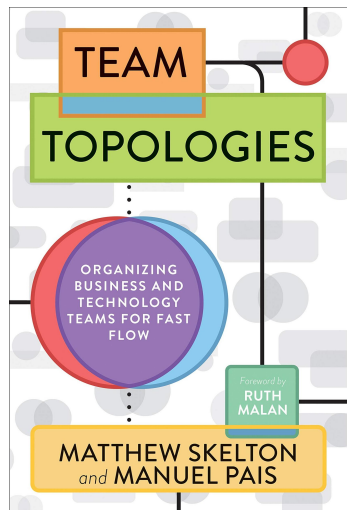 TEAM
TOPOLOGIES
ORGANIZING
BUSINESS AND
TECHNOLOGY
TEAMS FOR FAST
FLOW
Foreword by
RUTH
MALAN
MATTHEW SKELTON
and MANUEL PAIS